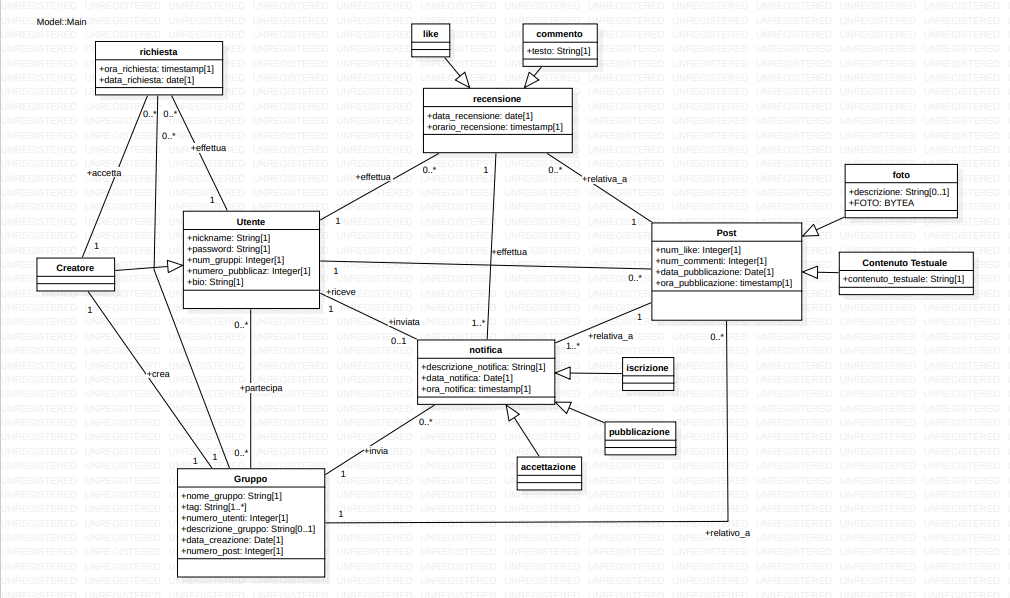 Model::Main
richiesta
+ora_richiesta: timestamp[1]
+data_richiesta: date[1]
like
commento
+testo: String[1]
recensione
+data_recensione: date[1]
+orario_recensione: timestamp[1]
0..*
0..*
0..*
+effettua
+accetta
1
1
+effettua
0..*
1
1
0..*
+relativa_a
1
+effettua
1..*
foto
+descrizione: String[0..1]
+FOTO: BYTEA
Utente
+nickname: String[1]
+password: String[1]
+num_gruppi: Integer[1]
+numero_pubblicaz: Integer[1]
+bio: String[1]
Post
+num_like: Integer[1]
+num_commenti: Integer[1]
+data_pubblicazione: Date[1]
+ora_pubblicazione: timestamp[1]
Contenuto Testuale
+contenuto_testuale: String[1]
Creatore
1
0..*
+riceve
1
+inviata
0..1
1
+relativa_a
1..*
0..*
1
+crea
1
1
0..*
+partecipa
0..*
notifica
+descrizione_notifica: String[1]
+data_notifica: Date[1]
+ora_notifica: timestamp[1]
iscrizione
pubblicazione
accettazione
0..*
+invia
1
Gruppo
+nome_gruppo: String[1]
+tag: String[1..*]
+numero_utenti: Integer[1]
+descrizione_gruppo: String[0..1]
+data_creazione: Date[1]
+numero_post: Integer[1]
1
+relativo_a
UNREGISTERED